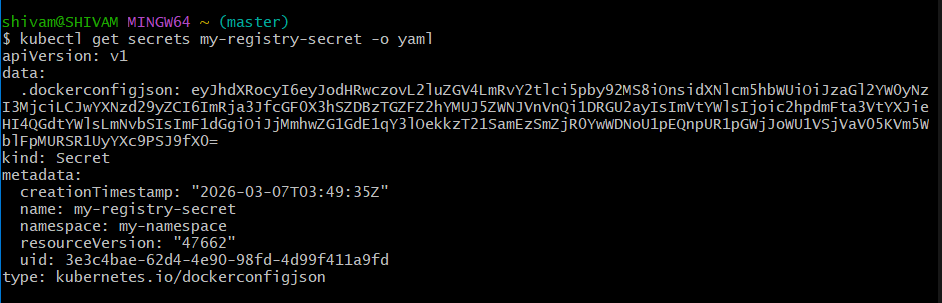 shivam@SHIVAM MINGW64 ~ (master)
$ kubectl get secrets my-registry-secret -o yaml
apiVersion: v1
data:
  .dockerconfigjson: eyJhdXRocyI6eyJodHRwczovL2luZGV4LmRvY2tlci5pby92MS8iOnsidXNlcm5hbWUiOiJzaGl2YW0yNz
I3MjciLCJwYXNzd29yZCI6ImRja3JfcGF0X3hSZDBzTGZFZ2hYMUJ5ZWNJVnVnQi1DRGU2ayIsImVtYWlsIjoic2hpdmFta3VtYXJie
HI4QGdtYWlsLmNvbSIsImF1dGgiOiJjMmhwZG1GdE1qY3lOekkzT21SamEzSmZjR0YwWDNoU1pEQnpUR1pGWjJoWU1VSjVaV05KVm5W
blFpMURSR1UyYXc9PSJ9fX0=
kind: Secret
metadata:
  creationTimestamp: "2026-03-07T03:49:35Z"
  name: my-registry-secret
  namespace: my-namespace
  resourceVersion: "47662"
  uid: 3e3c4bae-62d4-4e90-98fd-4d99f411a9fd
type: kubernetes.io/dockerconfigjson